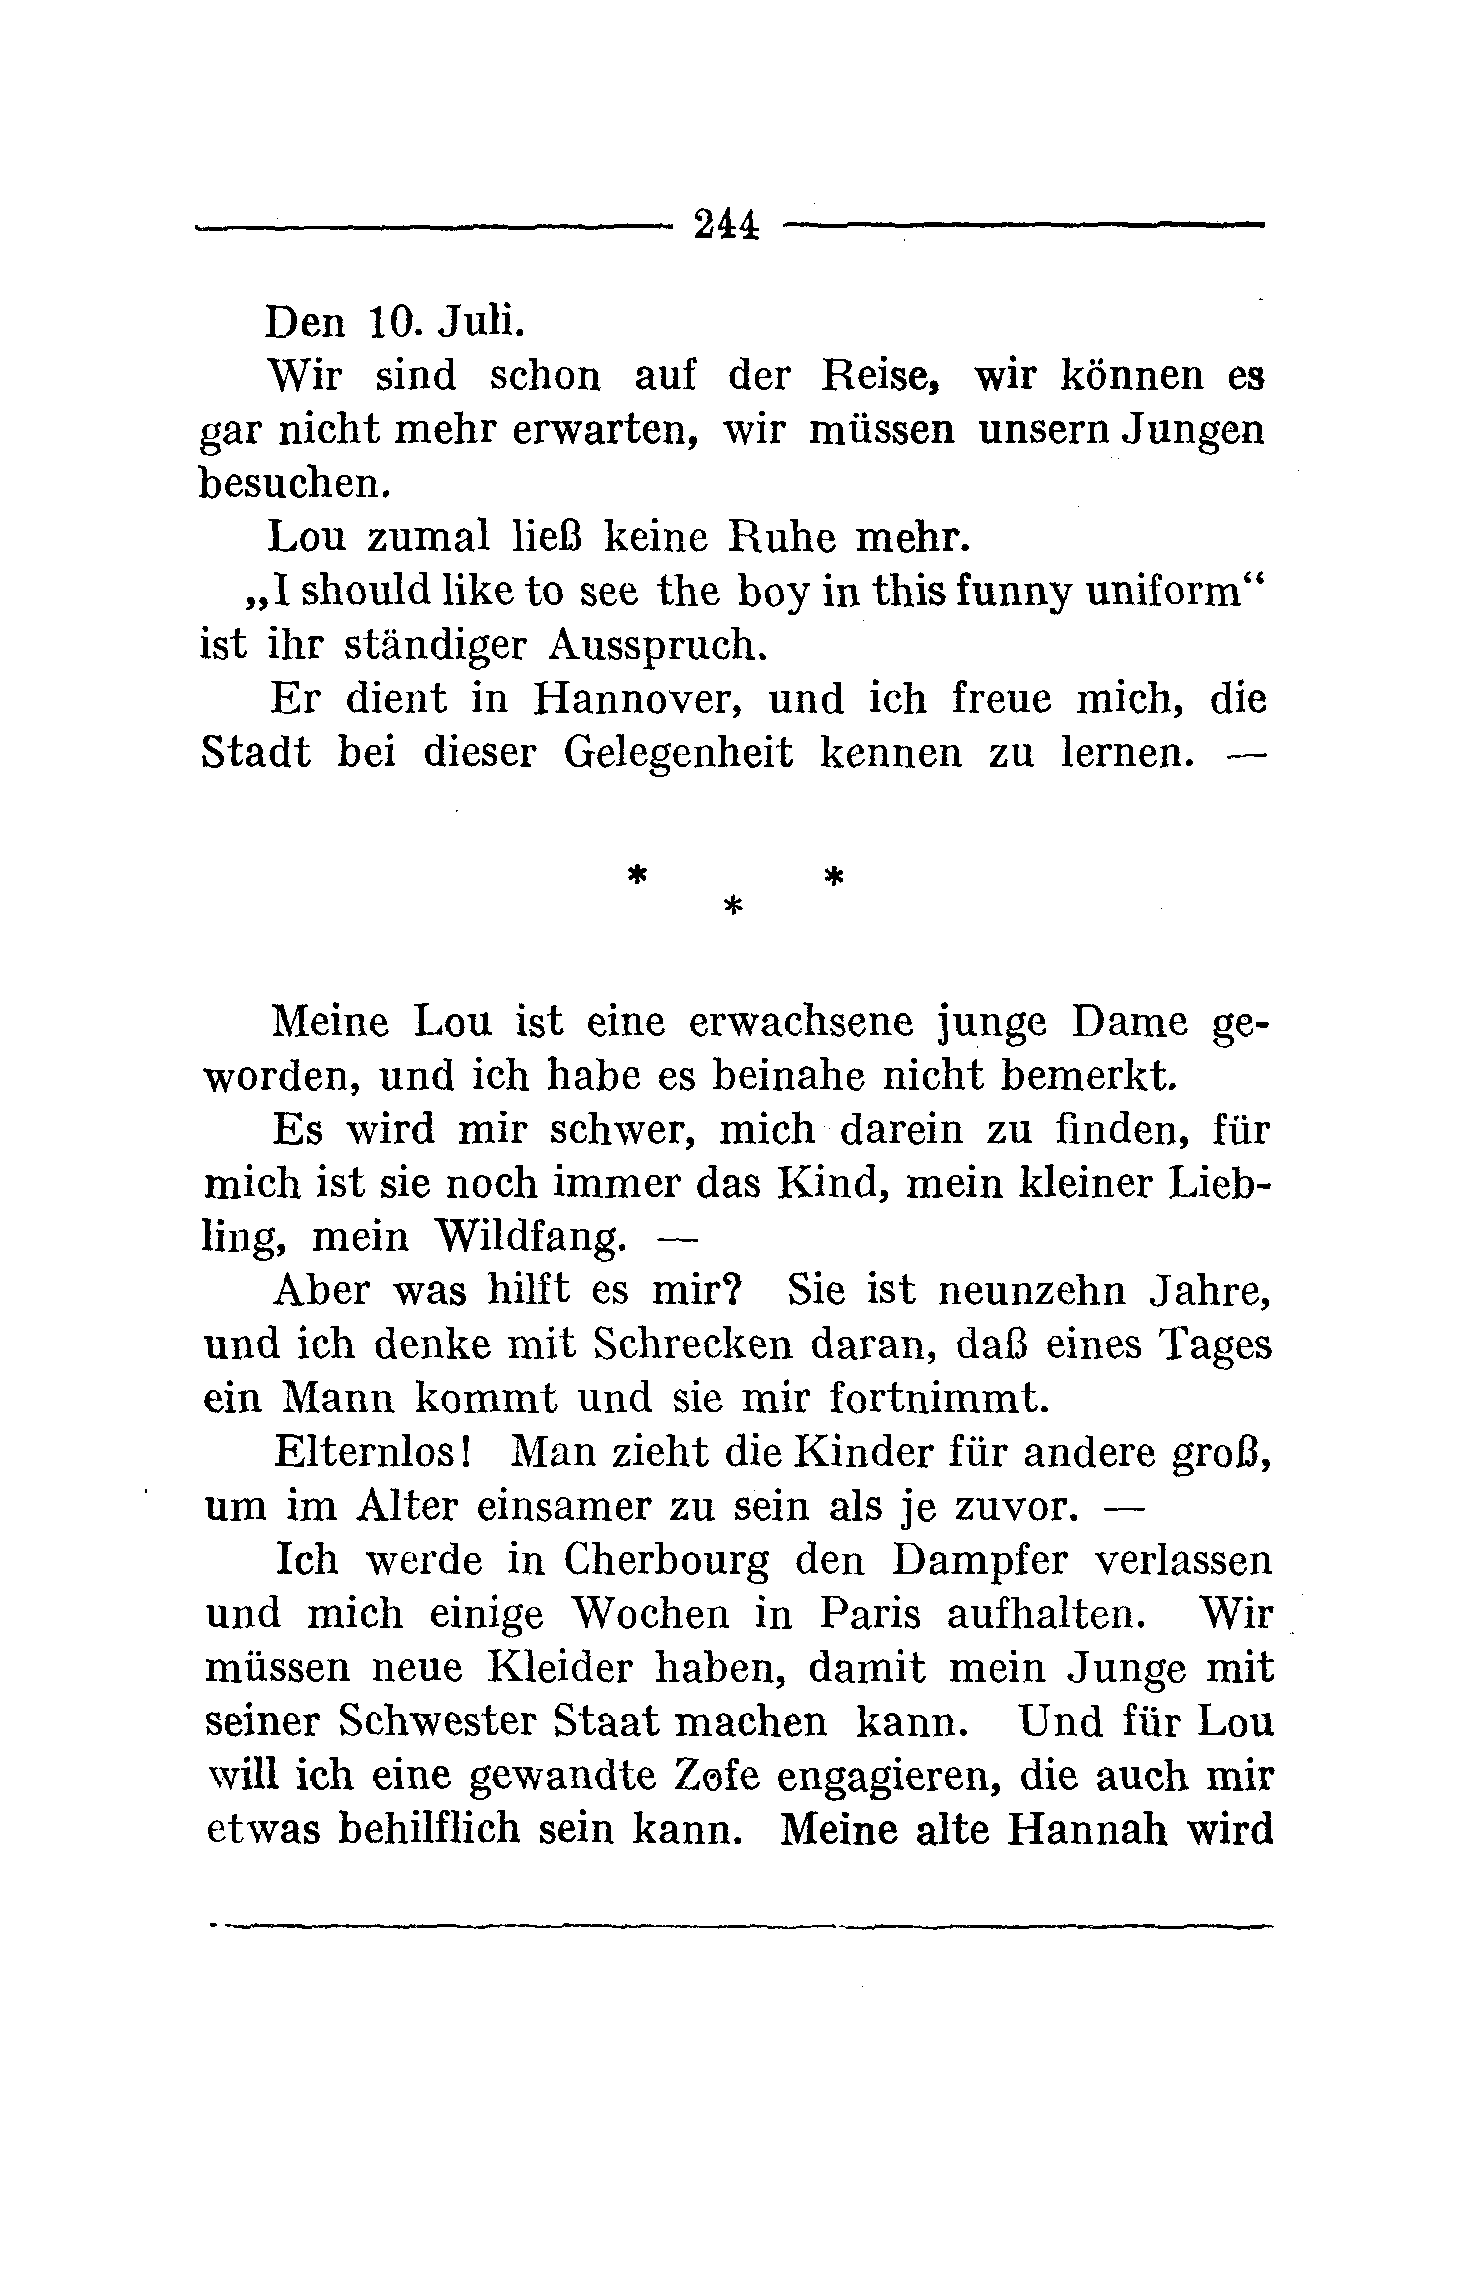 244
Den 10. Juli.
Wir sind schon auf der Reise, wir können es
gar nicht mehr erwarten, wir müssen unsern Jungen
besuchen.
Lou zumal ließ keine Ruhe mehr.
„I should like to see the boy in this funny uniform“
ist ihr ständiger Ausspruch.
Er dient in Hannover, und ich freue mich, die
Stadt bei dieser Gelegenheit kennen zu lernen. —
* *
*
Meine Lou ist eine erwachsene junge Dame ge-
worden, und ich habe es beinahe nicht bemerkt.
Es wird mir schwer, mich darein zu finden, für
mich ist sie noch immer das Kind, mein kleiner Lieb-
ling, mein Wildfang. —
Aber was hilft es mir? Sie ist neunzehn Jahre,
und ich denke mit Schrecken daran, daß eines Tages
ein Mann kommt und sie mir fortnimmt.
Elternlos! Man zieht die Kinder für andere groß,
um im Alter einsamer zu sein als je zuvor. —
Ich werde in Cherbourg den Dampfer verlassen
und mich einige Wochen in Paris aufhalten. Wir
müssen neue Kleider haben, damit mein Junge mit
seiner Schwester Staat machen kann. Und für Lou
will ich eine gewandte Zofe engagieren, die auch mir
etwas behilflich sein kann. Meine alte Hannah wird